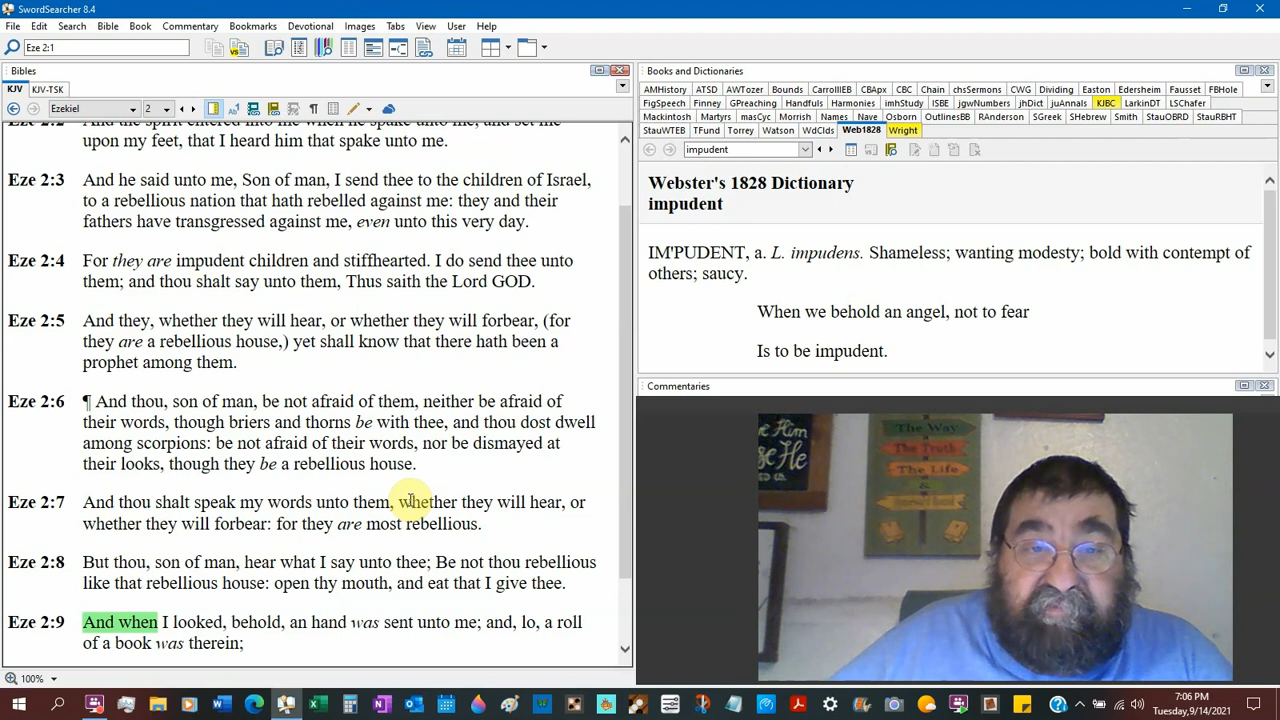 SwordSearcher 8.4
File Edit Search Bible Book Commentary Bookmarks Devotional Images Tabs View User Help
Eze 2:1
Bibles
KJV KJV-TSK
Ezekiel 2
upon my feet, that I heard him that spake unto me.
Eze 2:3 And he said unto me, Son of man, I send thee to the children of Israel,
to a rebellious nation that hath rebelled against me: they and their
fathers have transgressed against me, even unto this very day.
Eze 2:4 For they are impudent children and stiffhearted. I do send thee unto
them; and thou shalt say unto them, Thus saith the Lord GOD.
Eze 2:5 And they, whether they will hear, or whether they will forbear, (for
they are a rebellious house,) yet shall know that there hath been a
prophet among them.
Eze 2:6 ¶ And thou, son of man, be not afraid of them, neither be afraid of
their words, though briers and thorns be with thee, and thou dost dwell
among scorpions: be not afraid of their words, nor be dismayed at
their looks, though they be a rebellious house.
Eze 2:7 And thou shalt speak my words unto them, whether they will hear, or
whether they will forbear: for they are most rebellious.
Eze 2:8 But thou, son of man, hear what I say unto thee; Be not thou rebellious
like that rebellious house: open thy mouth, and eat that I give thee.
Eze 2:9 And when I looked, behold, an hand was sent unto me; and, lo, a roll
of a book was therein;
100%
Books and Dictionaries
AMHistory ATSD AWTozer Bounds CarrollIEB CBApx CBC Chain chsSermons CWG Dividing Easton Edersheim Fausset FBHole
FigSpeech Finney GPreaching Handfuls Harmonies imhStudy ISBE jgwNumbers jhDict juAnnals KJBC LarkinDT LSChafer
Mackintosh Martyrs masCyc Morrish Names Nave Osborn OutlinesBB RAnderson SGreek SHebrew Smith StauOBRD StauRBHT
StauWTEB TFund Torrey Watson WdClds Web1828 Wright
impudent
Webster's 1828 Dictionary
impudent
IM'PUDENT, a. L. impudens. Shameless; wanting modesty; bold with contempt of
others; saucy.
When we behold an angel, not to fear
Is to be impudent.
Commentaries
The Way
The Truth
The Life
&
7:06 PM
Tuesday,9/14/2021